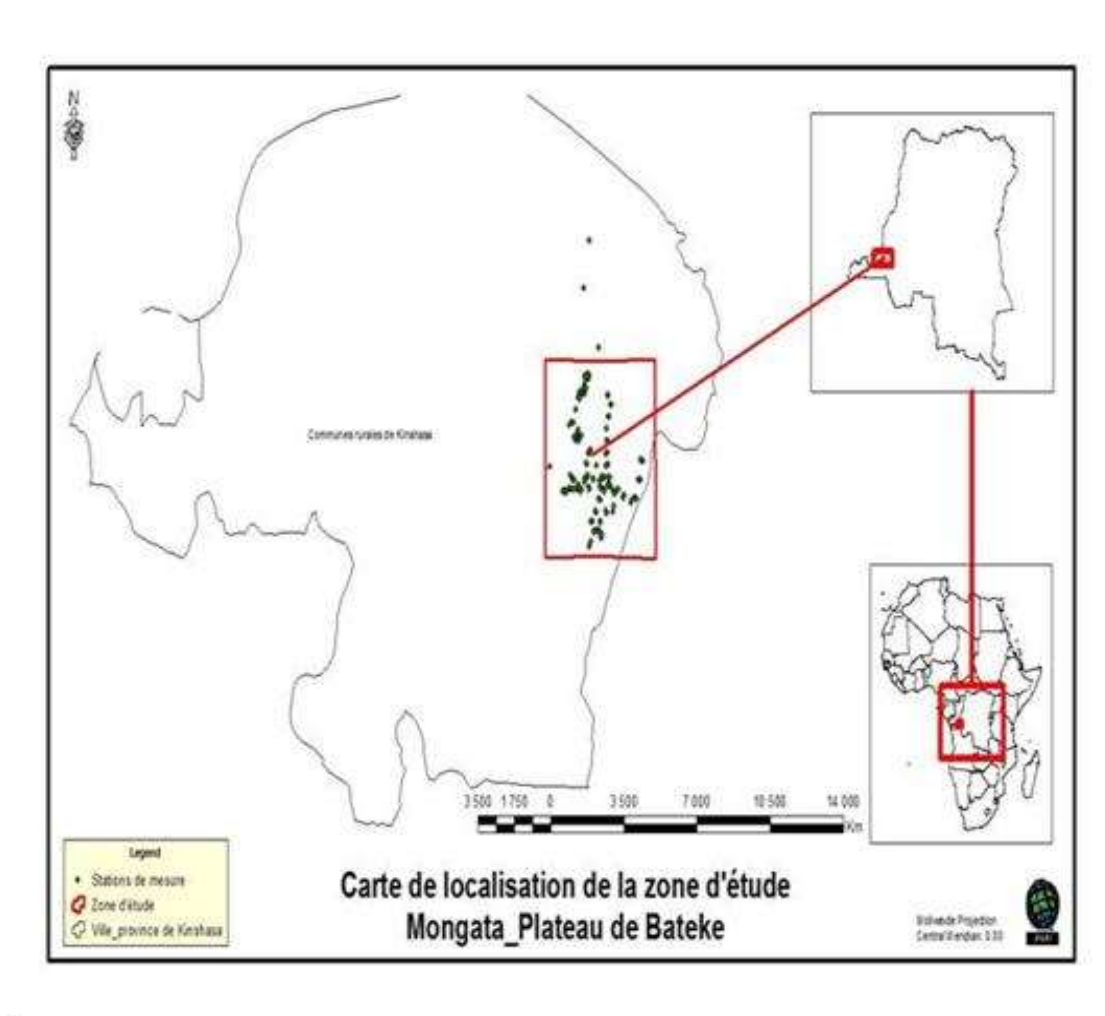 N
Communes rurales de Kinshasa
3 500 1 750 0 3 500 7 000 10 500 14 000
Km
Legend
Stations de mesure
Zone d'étude
Ville_province de Kinshasa
Carte de localisation de la zone d'étude
Mongata_Plateau de Bateke
Projection
Central Meridian: 0.00